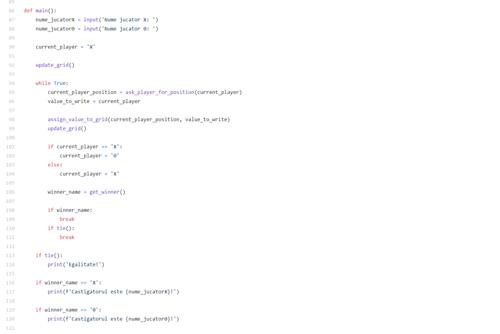 85
86 def main():
87 nume_jucatorX = input('Nume jucator X: ')
88 nume_jucator0 = input('Nume jucator 0: ')
89
90 current_player = "X"
91
92 update_grid()
93
94 while True:
95 current_player_position = ask_player_for_position(current_player)
96 value_to_write = current_player
97
98 assign_value_to_grid(current_player_position, value_to_write)
99 update_grid()
100
101 if current_player == "X":
102 current_player = "0"
103 else:
104 current_player = "X"
105
106 winner_name = get_winner()
107
108 if winner_name:
109 break
110 if tie():
111 break
112
113 if tie():
114 print('Egalitate!')
115
116 if winner_name == "X":
117 print(f'Castigatorul este {nume_jucatorX}!')
118
119 if winner_name == "0":
120 print(f'Castigatorul este {nume_jucator0}!')
121